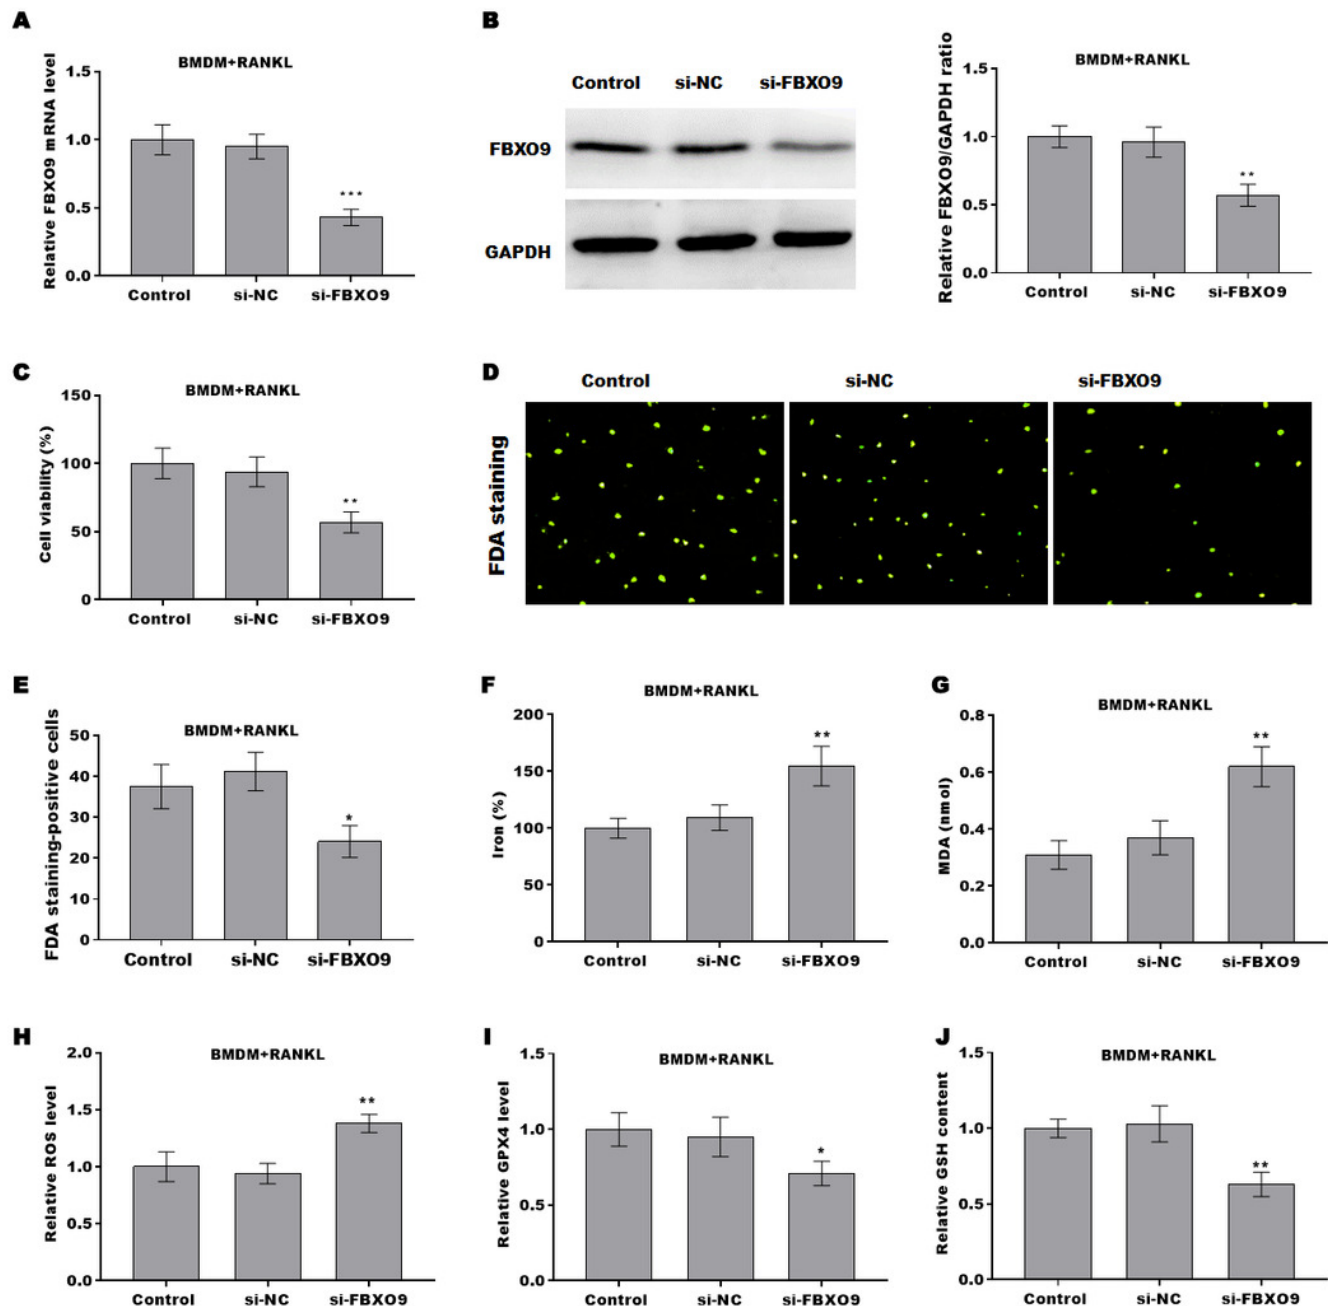 A
BMDM+RANKL
Relative FBXO9 mRNA level
1.5
1.0
0.5
0.0
***
Control si-NC si-FBXO9
B
Control si-NC si-FBXO9
FBXO9
GAPDH
BMDM+RANKL
Relative FBXO9/GAPDH ratio
1.5
1.0
0.5
0.0
**
Control si-NC si-FBXO9
C
BMDM+RANKL
Cell viability (%)
150
100
50
0
**
Control si-NC si-FBXO9
D
Control si-NC si-FBXO9
FDA staining
E
BMDM+RANKL
FDA staining-positive cells
50
40
30
20
10
0
*
Control si-NC si-FBXO9
F
BMDM+RANKL
Iron (%)
200
150
100
50
0
**
Control si-NC si-FBXO9
G
BMDM+RANKL
MDA (nmol)
0.8
0.6
0.4
0.2
0.0
**
Control si-NC si-FBXO9
H
BMDM+RANKL
Relative ROS level
2.0
1.5
1.0
0.5
0.0
**
Control si-NC si-FBXO9
I
BMDM+RANKL
Relative GPX4 level
1.5
1.0
0.5
0.0
*
Control si-NC si-FBXO9
J
BMDM+RANKL
Relative GSH content
1.5
1.0
0.5
0.0
**
Control si-NC si-FBXO9